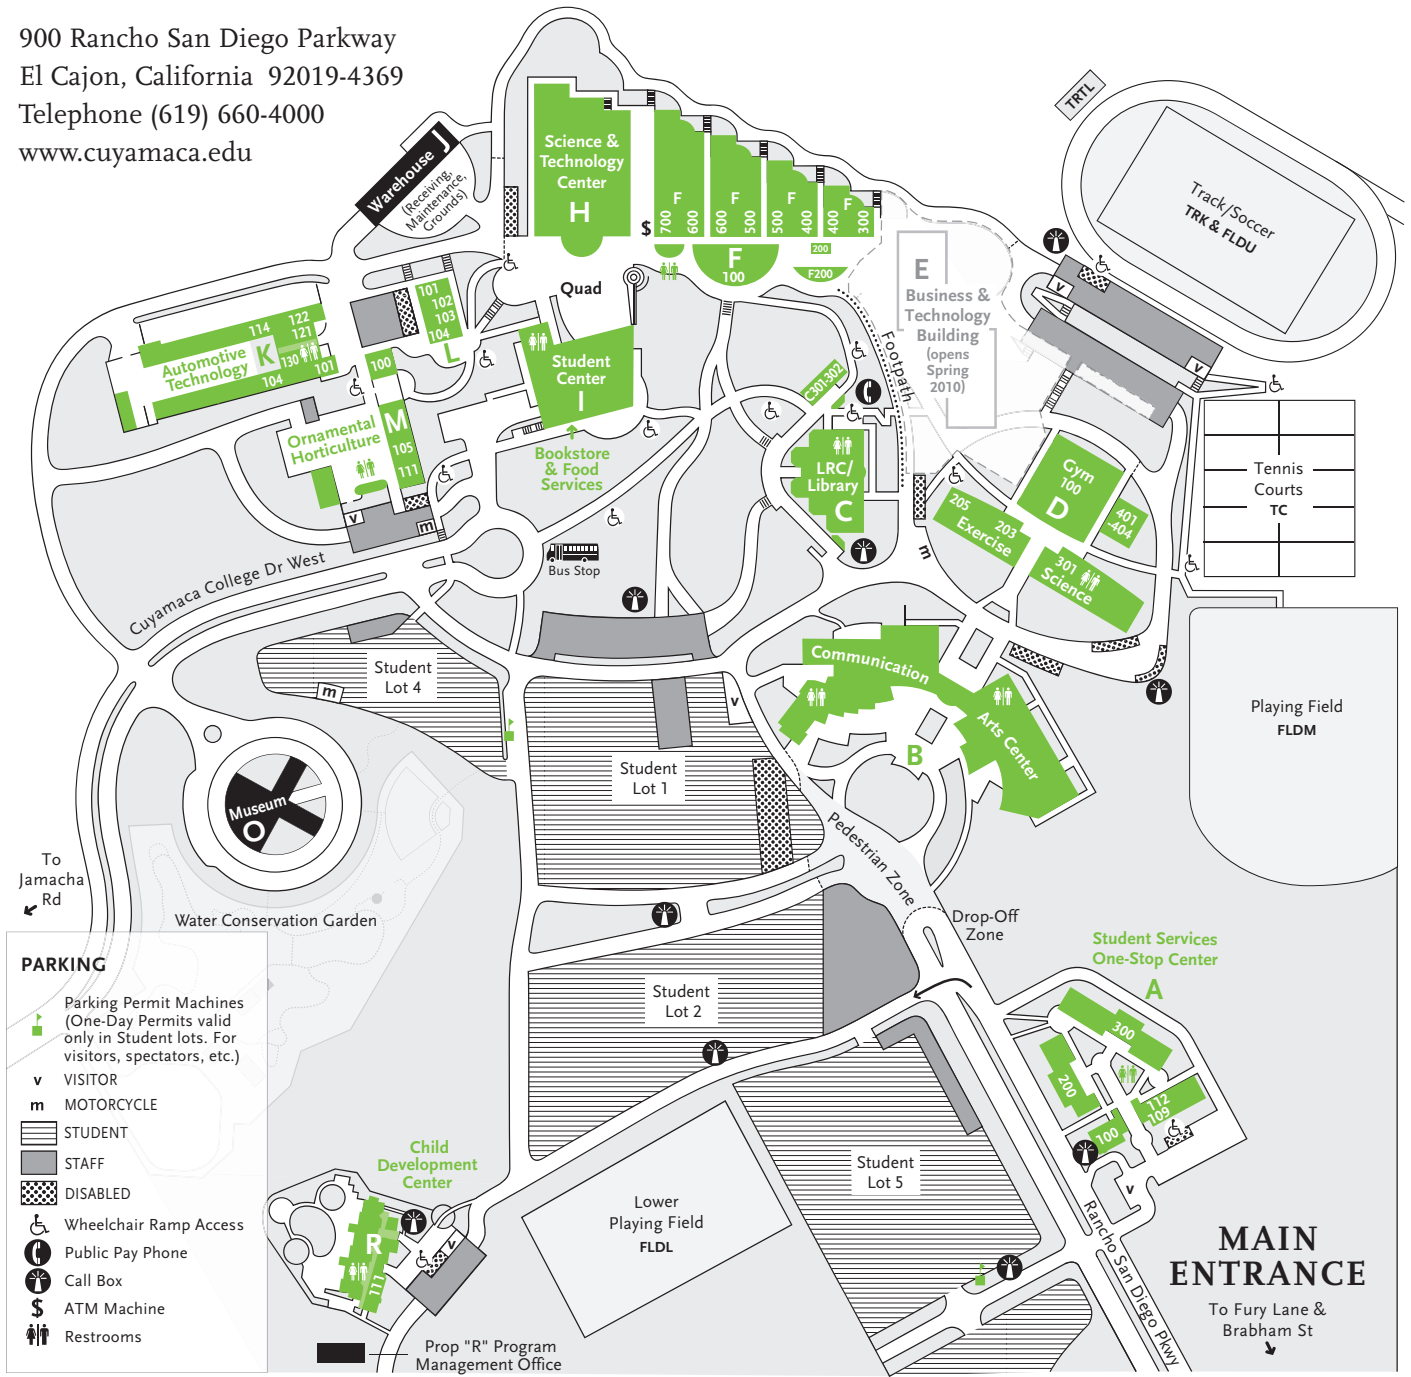 900 Rancho San Diego Parkway
El Cajon, California 92019-4369
Telephone (619) 660-4000
www.cuyamaca.edu
Warehouse J
(Receiving,
Maintenance,
Grounds)
Science &
Technology
Center
H
$
F
700
600
F
600
500
F
500
400
F
400
300
F
100
200
F200
Quad
E
Business &
Technology
Building
(opens
Spring
2010)
Footpath
TRTL
Track/Soccer
TRK & FLDU
v
v
Tennis
Courts
TC
101
102
103
104
L
114
122
121
Automotive
Technology
K
130
101
104
100
M
105
111
Ornamental
Horticulture
v
m
Student
Center
I
Bookstore
& Food
Services
C301-302
LRC/
Library
C
m
Gym
100
D
205
203
Exercise
401
-404
301
Science
Bus Stop
Cuyamaca College Dr West
Student
Lot 4
m
v
Student
Lot 1
Communication
B
Arts Center
Playing Field
FLDM
Museum
O
Pedestrian Zone
To
Jamacha
Rd
Water Conservation Garden
Drop-Off
Zone
Student Services
One-Stop Center
A
300
200
112
109
100
v
Student
Lot 2
Student
Lot 5
Rancho San Diego Pkwy
MAIN
ENTRANCE
To Fury Lane &
Brabham St
Lower
Playing Field
FLDL
Child
Development
Center
R
111
v
Prop "R" Program
Management Office
PARKING
Parking Permit Machines
(One-Day Permits valid
only in Student lots. For
visitors, spectators, etc.)
v VISITOR
m MOTORCYCLE
STUDENT
STAFF
DISABLED
Wheelchair Ramp Access
Public Pay Phone
Call Box
$ ATM Machine
Restrooms